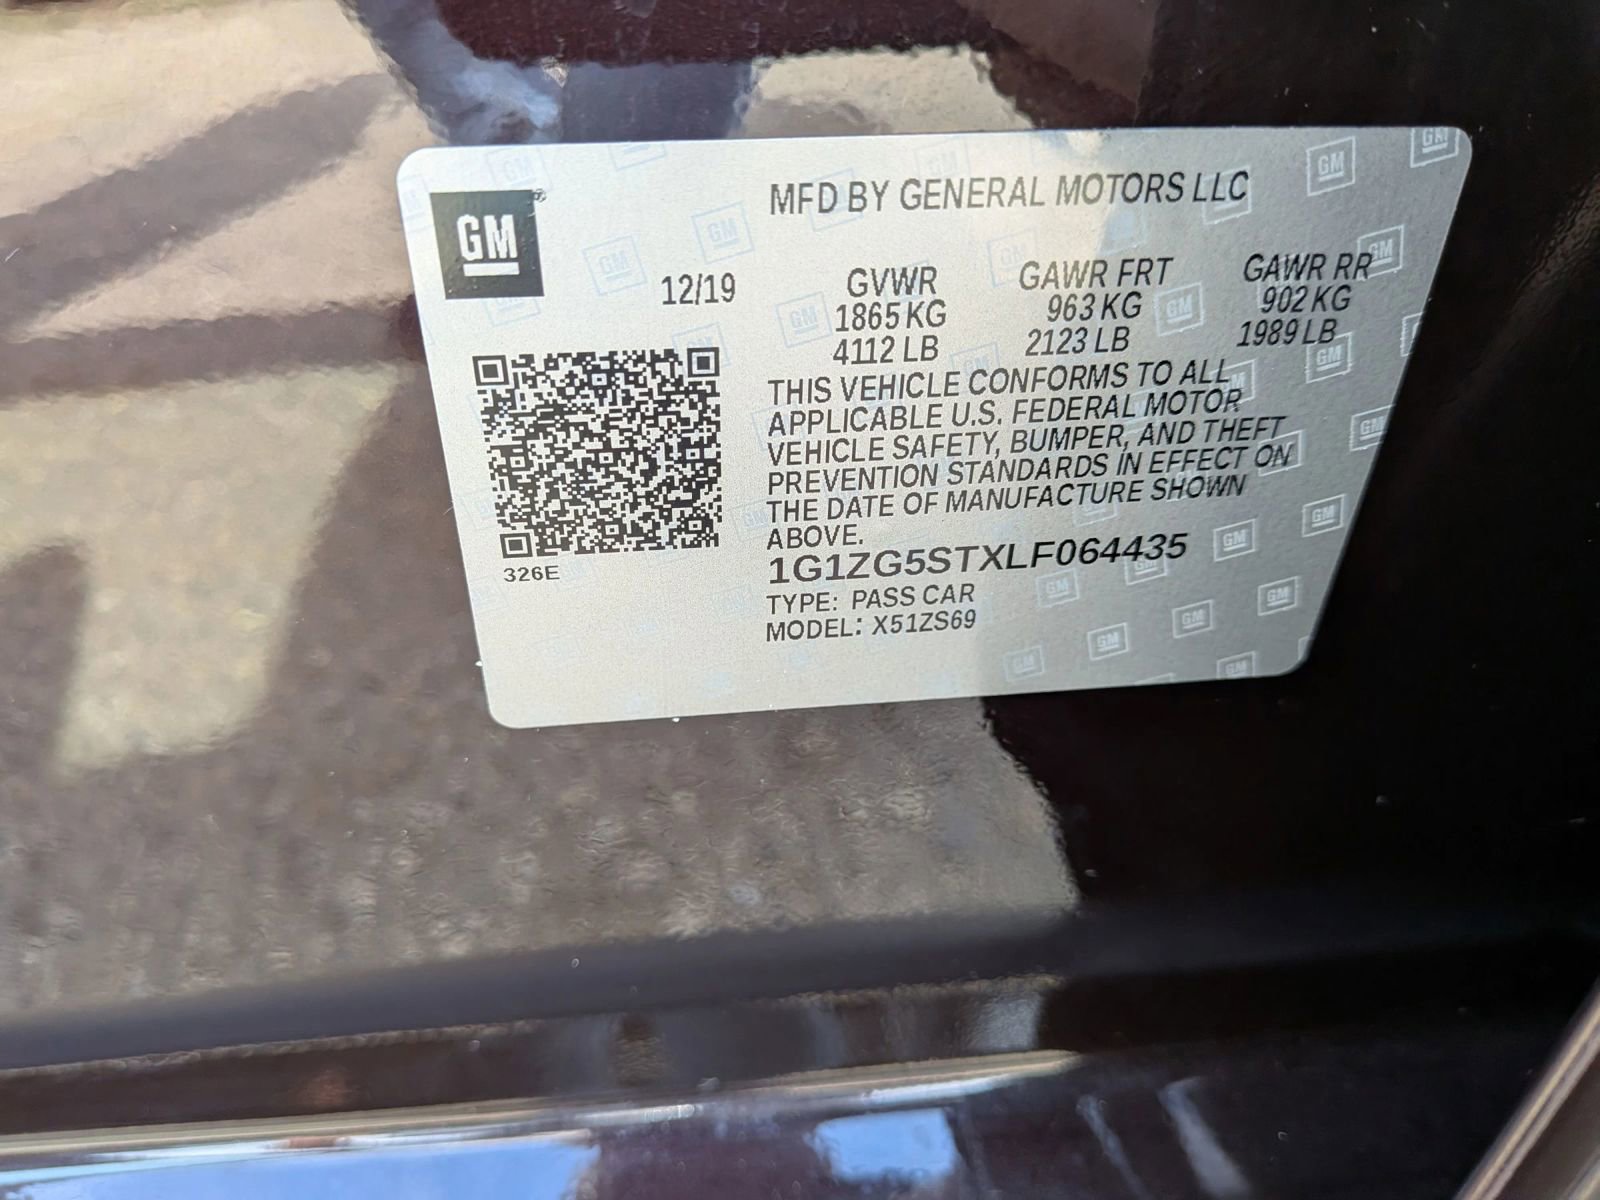 MFD BY GENERAL MOTORS LLC
GM
12/19
GVWR GAWR FRT GAWR RR
1865 KG 963 KG 902 KG
4112 LB 2123 LB 1989 LB
THIS VEHICLE CONFORMS TO ALL
APPLICABLE U.S. FEDERAL MOTOR
VEHICLE SAFETY, BUMPER, AND THEFT
PREVENTION STANDARDS IN EFFECT ON
THE DATE OF MANUFACTURE SHOWN
ABOVE.
1G1ZG5STXLF064435
326E
TYPE: PASS CAR
MODEL: X51ZS69